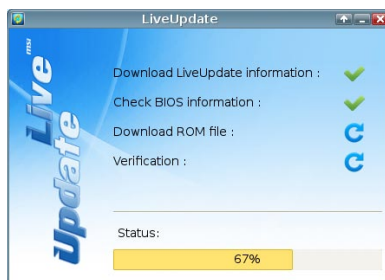 LiveUpdate
msi
Live Update
Download LiveUpdate information :
Check BIOS information :
Download ROM file :
Verification :
Status:
67%